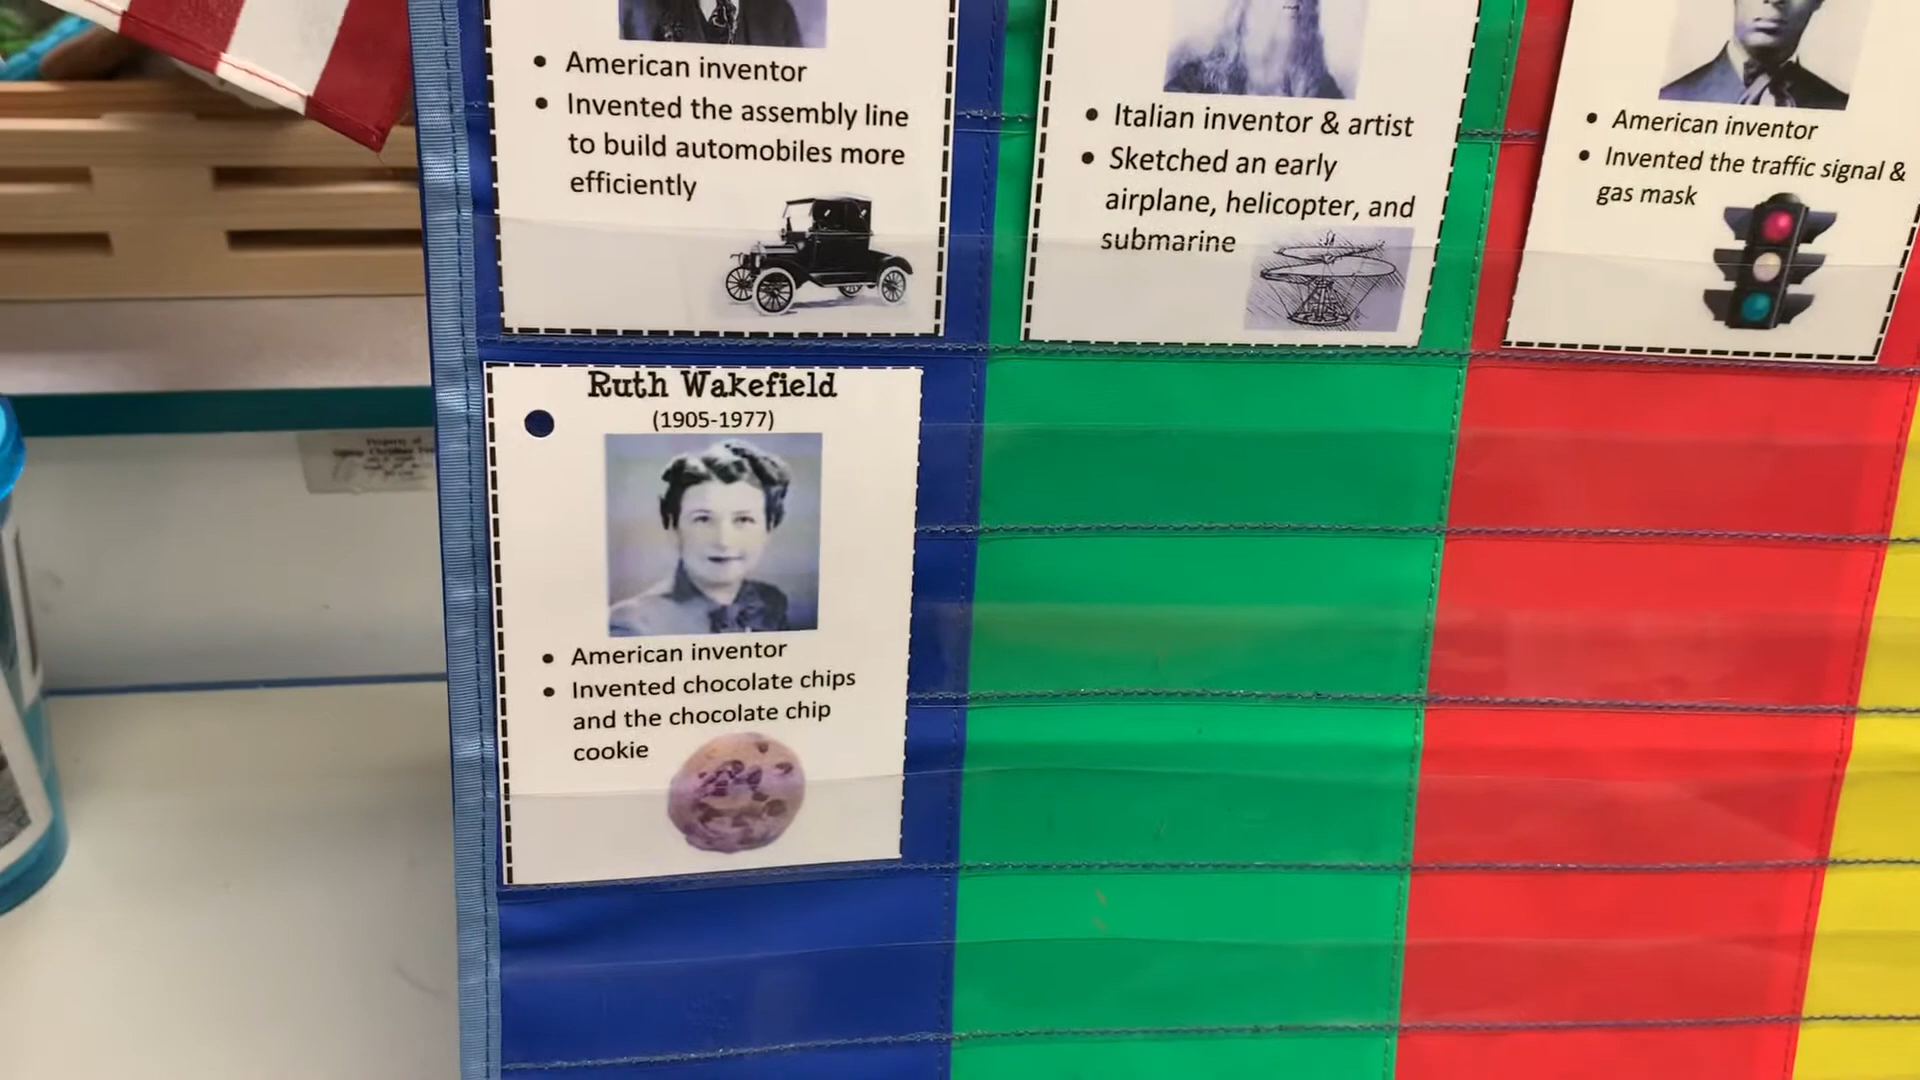 • American inventor
• Invented the assembly line
to build automobiles more
efficiently
• Italian inventor & artist
• Sketched an early
airplane, helicopter, and
submarine
• American inventor
• Invented the traffic signal &
gas mask
Ruth Wakefield
(1905-1977)
• American inventor
• Invented chocolate chips
and the chocolate chip
cookie
Property of